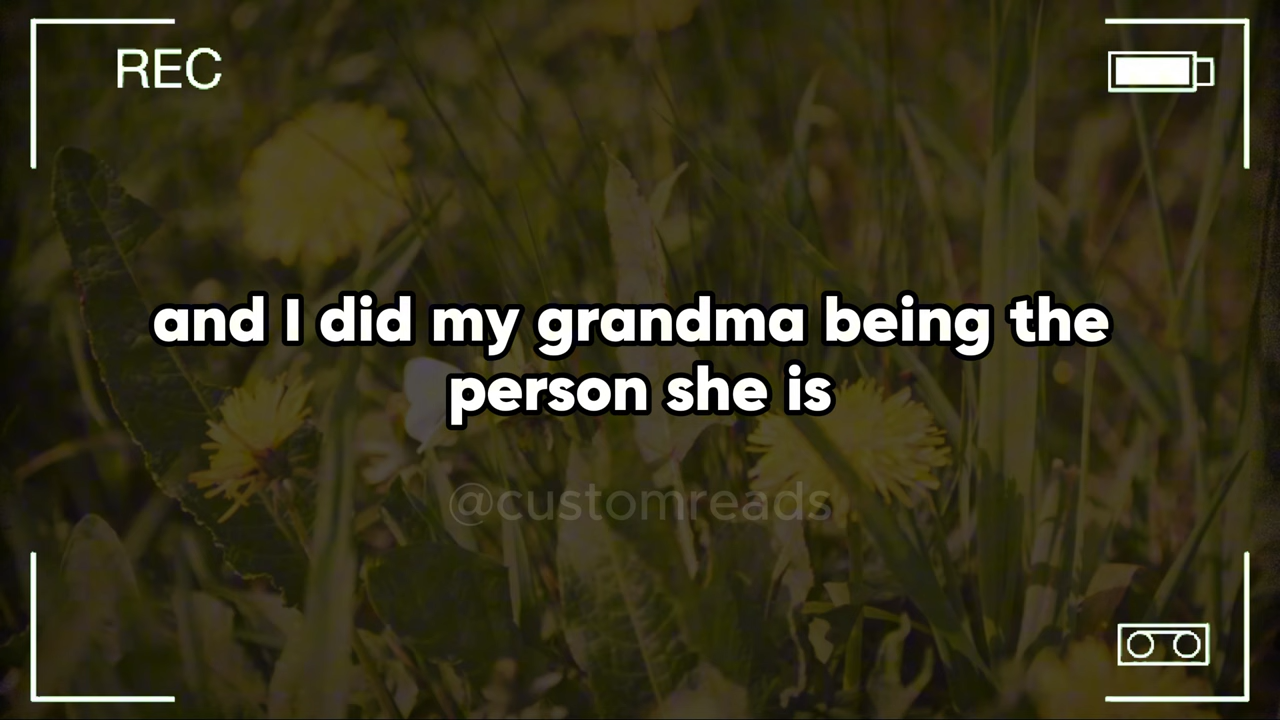 REC
and I did my grandma being the
person she is
@customreads